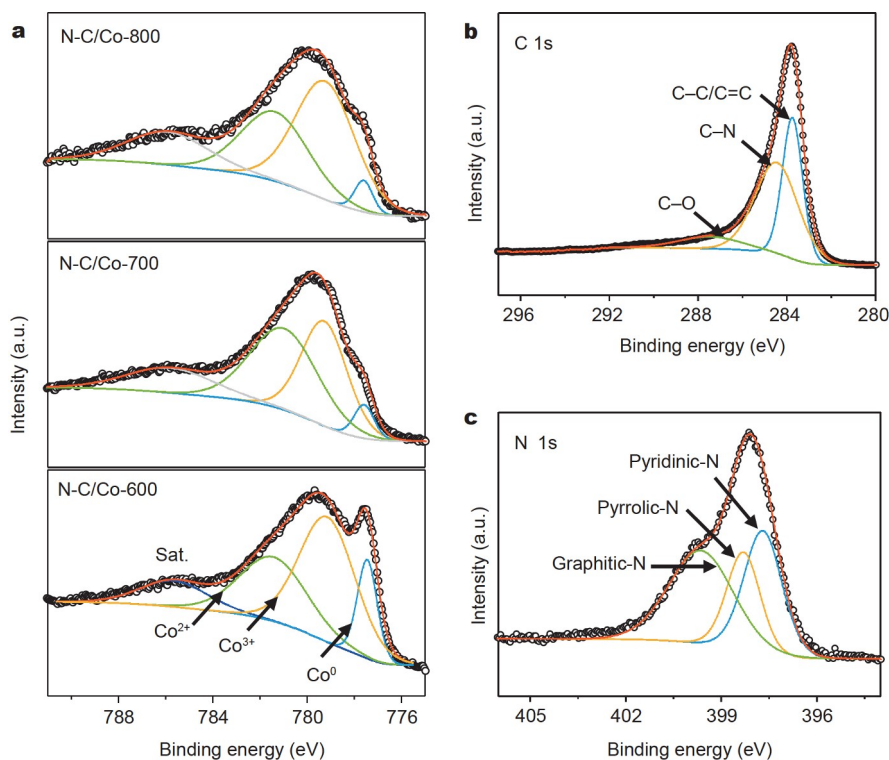 a
N-C/Co-800
N-C/Co-700
N-C/Co-600
Sat.
Co²⁺
Co³⁺
Co⁰
Intensity (a.u.)
788 784 780 776
Binding energy (eV)
b
C 1s
C–C/C=C
C–N
C–O
Intensity (a.u.)
296 292 288 284 280
Binding energy (eV)
c
N 1s
Pyridinic-N
Pyrrolic-N
Graphitic-N
Intensity (a.u.)
405 402 399 396
Binding energy (eV)